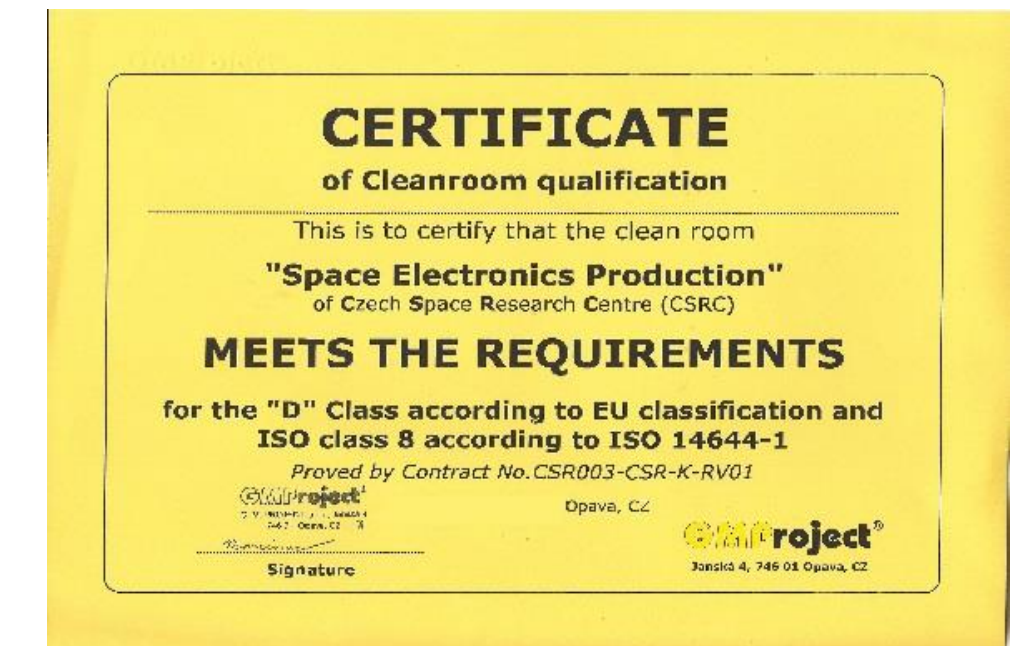 CERTIFICATE
of Cleanroom qualification
This is to certify that the clean room
"Space Electronics Production"
of Czech Space Research Centre (CSRC)
MEETS THE REQUIREMENTS
for the "D" Class according to EU classification and
ISO class 8 according to ISO 14644-1
Proved by Contract No.CSR003-CSR-K-RV01
GMProject
Opava, CZ
Signature
GMProject®
Janská 4, 746 01 Opava, CZ